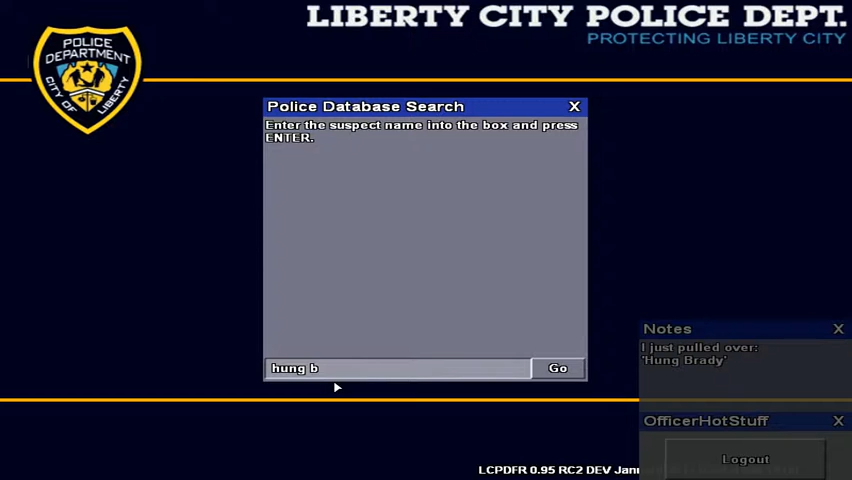 LIBERTY CITY POLICE DEPT.
PROTECTING LIBERTY CITY
POLICE
DEPARTMENT
CITY OF LIBERTY
Police Database Search X
Enter the suspect name into the box and press
ENTER.
hung b Go
Notes X
I just pulled over:
'Hung Brady'
OfficerHotStuff X
Logout
LCPDFR 0.95 RC2 DEV